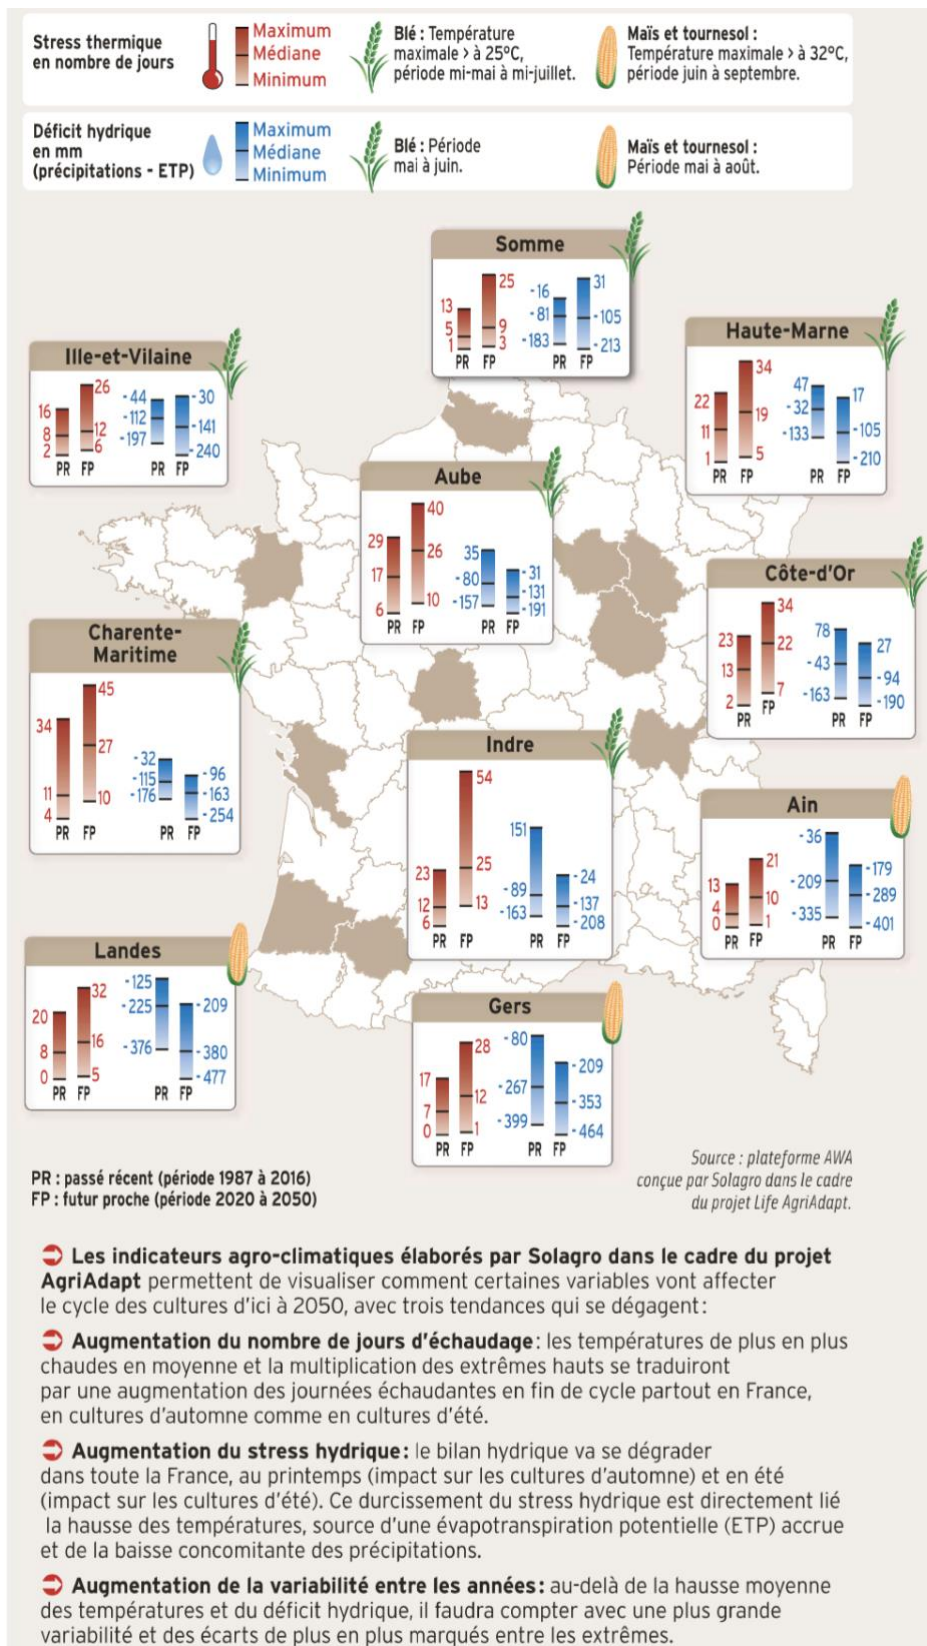 Stress thermique
en nombre de jours
Maximum
Médiane
Minimum
Blé : Température
maximale > à 25°C,
période mi-mai à mi-juillet.
Maïs et tournesol :
Température maximale > à 32°C,
période juin à septembre.
Déficit hydrique
en mm
(précipitations - ETP)
Maximum
Médiane
Minimum
Blé : Période
mai à juin.
Maïs et tournesol :
Période mai à août.
Somme
13
5
1
25
9
3
-16
-81
-183
31
-105
-213
PR FP PR FP
Haute-Marne
22
11
1
34
19
5
47
-32
-133
17
-105
-210
PR FP PR FP
Ille-et-Vilaine
16
8
2
26
12
6
-44
-112
-197
-30
-141
-240
PR FP PR FP
Aube
29
17
6
40
26
10
35
-80
-157
-31
-131
-191
PR FP PR FP
Côte-d'Or
23
13
2
34
22
7
78
-43
-163
27
-94
-190
PR FP PR FP
Charente-
Maritime
34
11
4
45
27
10
-32
-115
-176
-96
-163
-254
PR FP PR FP
Indre
23
12
6
54
25
13
151
-89
-163
-24
-137
-208
PR FP PR FP
Ain
13
4
0
21
10
1
-36
-209
-335
-179
-289
-401
PR FP PR FP
Landes
20
8
0
32
16
5
-125
-225
-376
-209
-380
-477
PR FP PR FP
Gers
17
7
0
28
12
1
-80
-267
-399
-209
-353
-464
PR FP PR FP
PR : passé récent (période 1987 à 2016)
FP : futur proche (période 2020 à 2050)
Source : plateforme AWA
conçue par Solagro dans le cadre
du projet Life AgriAdapt.
Les indicateurs agro-climatiques élaborés par Solagro dans le cadre du projet
AgriAdapt permettent de visualiser comment certaines variables vont affecter
le cycle des cultures d'ici à 2050, avec trois tendances qui se dégagent :
Augmentation du nombre de jours d'échaudage : les températures de plus en plus
chaudes en moyenne et la multiplication des extrêmes hauts se traduiront
par une augmentation des journées échaudantes en fin de cycle partout en France,
en cultures d'automne comme en cultures d'été.
Augmentation du stress hydrique : le bilan hydrique va se dégrader
dans toute la France, au printemps (impact sur les cultures d'automne) et en été
(impact sur les cultures d'été). Ce durcissement du stress hydrique est directement lié
la hausse des températures, source d'une évapotranspiration potentielle (ETP) accrue
et de la baisse concomitante des précipitations.
Augmentation de la variabilité entre les années : au-delà de la hausse moyenne
des températures et du déficit hydrique, il faudra compter avec une plus grande
variabilité et des écarts de plus en plus marqués entre les extrêmes.